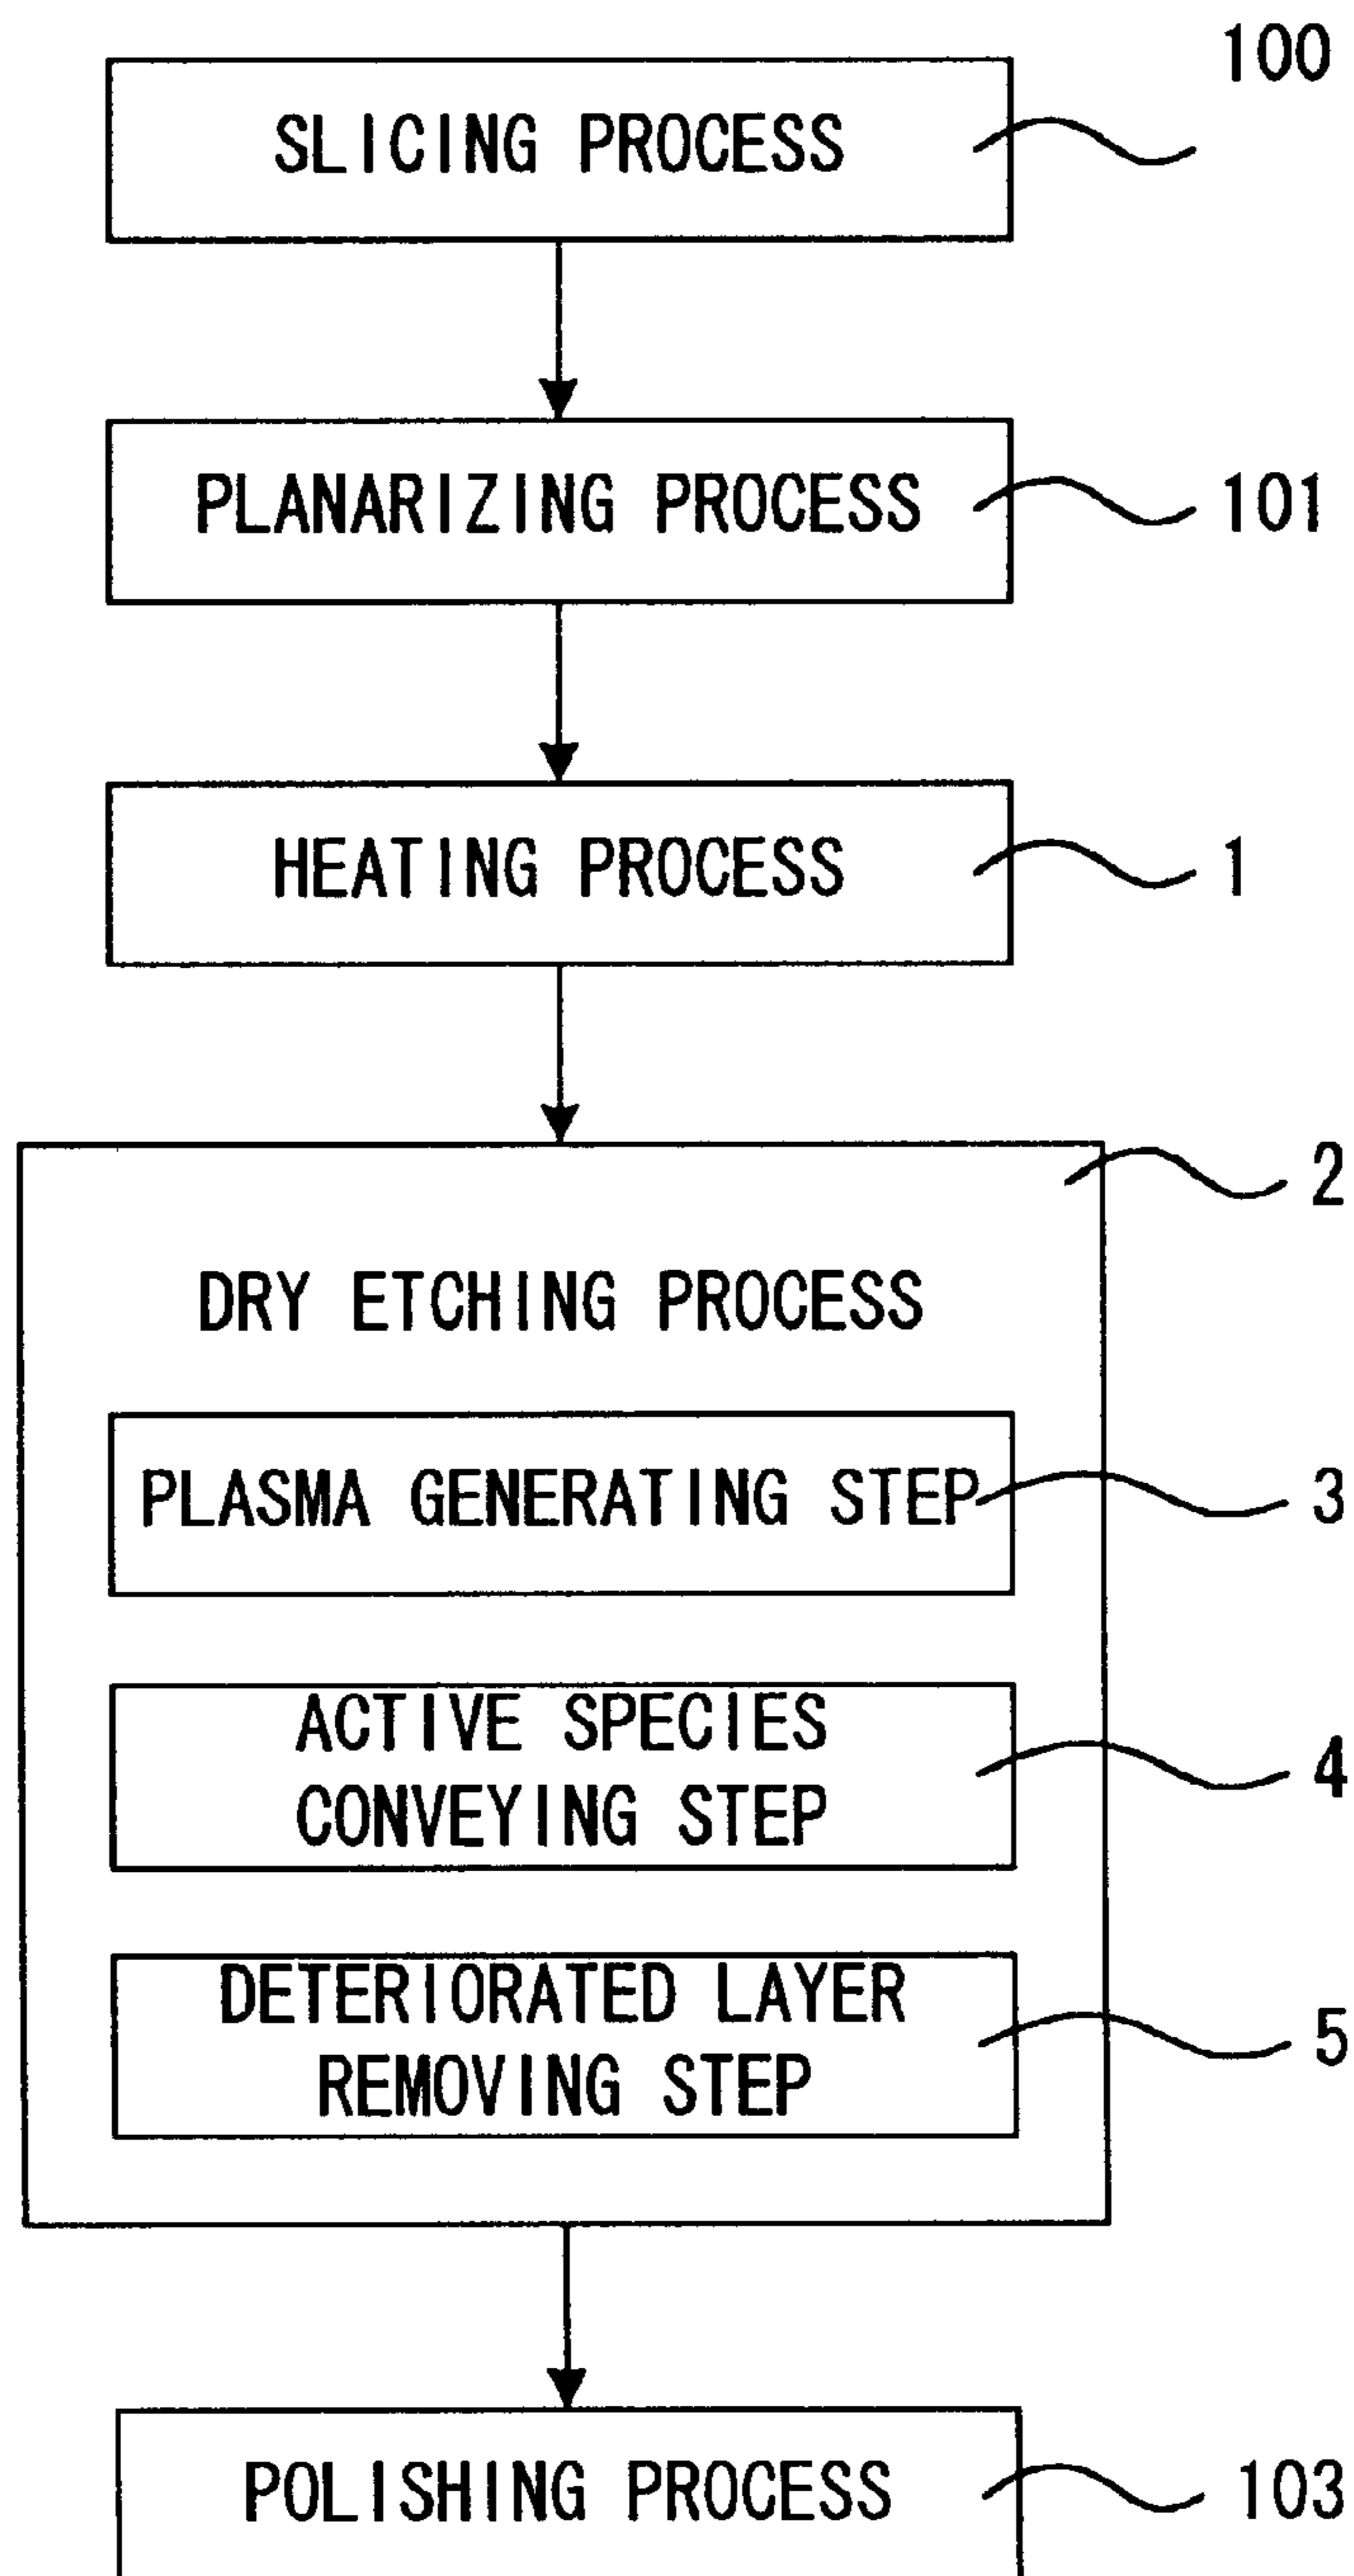 100
SLICING PROCESS
PLANARIZING PROCESS
101
HEATING PROCESS
1
2
DRY ETCHING PROCESS
PLASMA GENERATING STEP
3
ACTIVE SPECIES
CONVEYING STEP
4
DETERIORATED LAYER
REMOVING STEP
5
POLISHING PROCESS
103